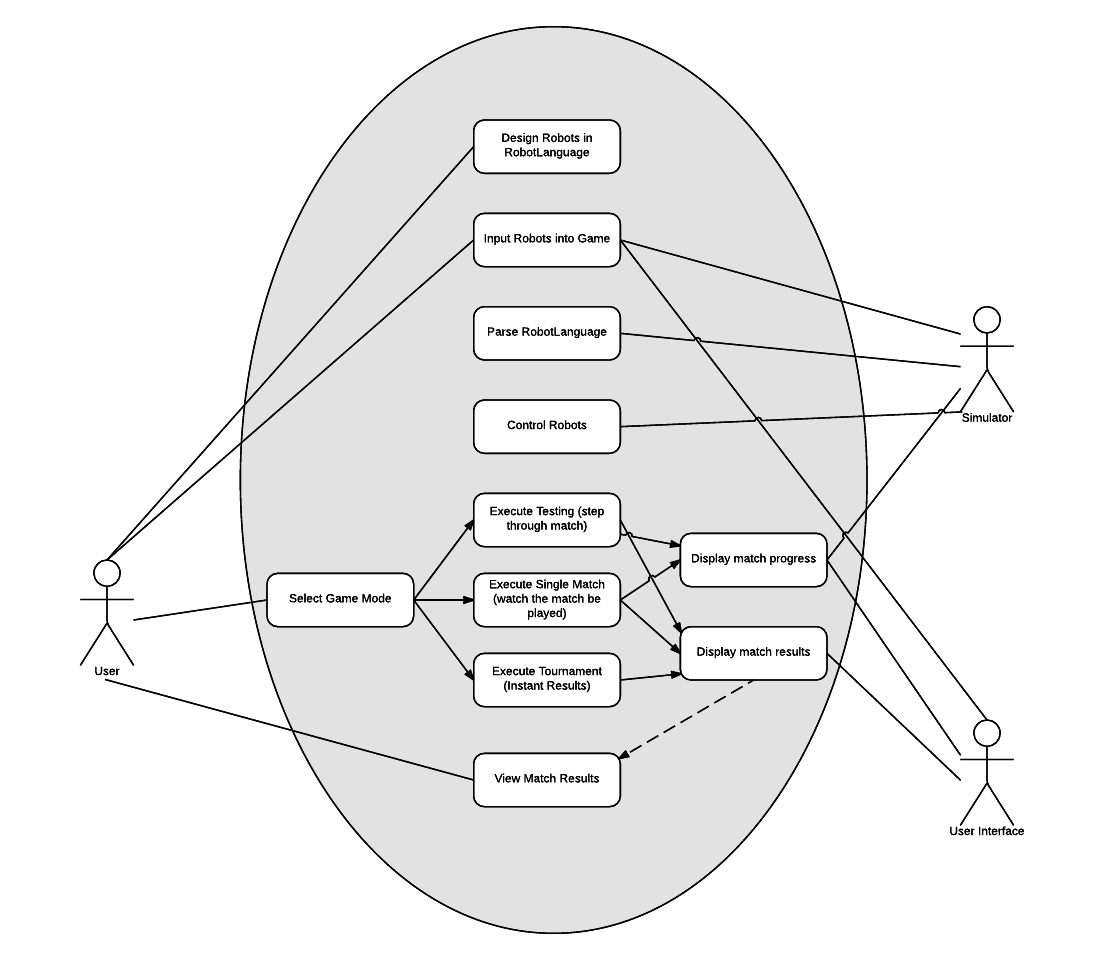 Design Robots in
RobotLanguage
Input Robots into Game
Parse RobotLanguage
Control Robots
Simulator
Execute Testing (step
through match)
Display match progress
Select Game Mode
Execute Single Match
(watch the match be
played)
User
Display match results
Execute Tournament
(Instant Results)
View Match Results
User Interface